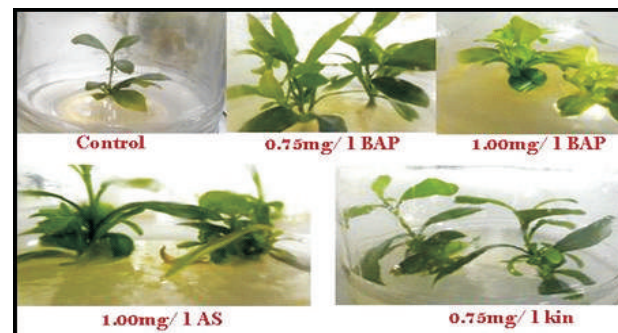 Control
0.75mg/ l BAP
1.00mg/ l BAP
1.00mg/ l AS
0.75mg/ l kin